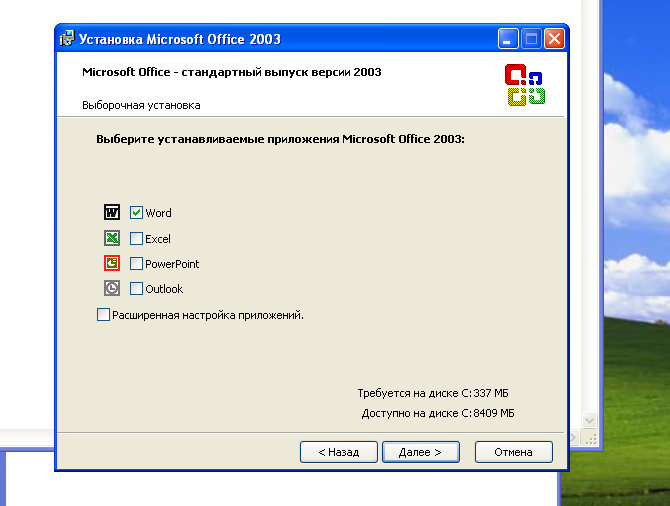 Установка Microsoft Office 2003
Microsoft Office - стандартный выпуск версии 2003
Выборочная установка
Выберите устанавливаемые приложения Microsoft Office 2003:
Word
Excel
PowerPoint
Outlook
Расширенная настройка приложений.
Требуется на диске C: 337 МБ
Доступно на диске C: 8409 МБ
< Назад
Далее >
Отмена